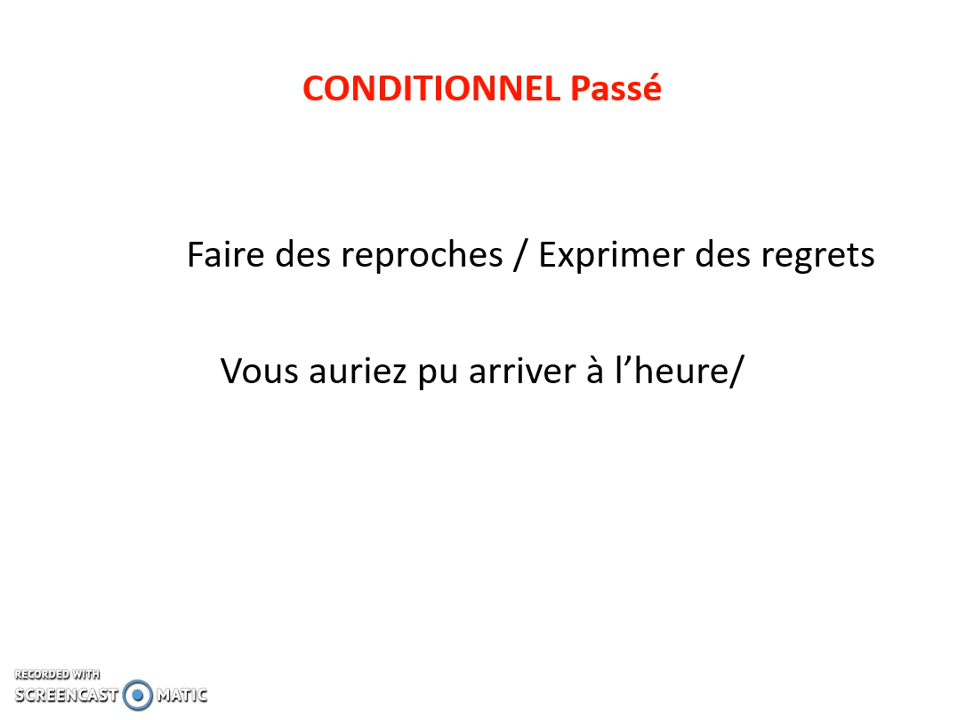 CONDITIONNEL Passé
Faire des reproches / Exprimer des regrets
Vous auriez pu arriver à l’heure/
RECORDED WITH
SCREENCAST MATIC